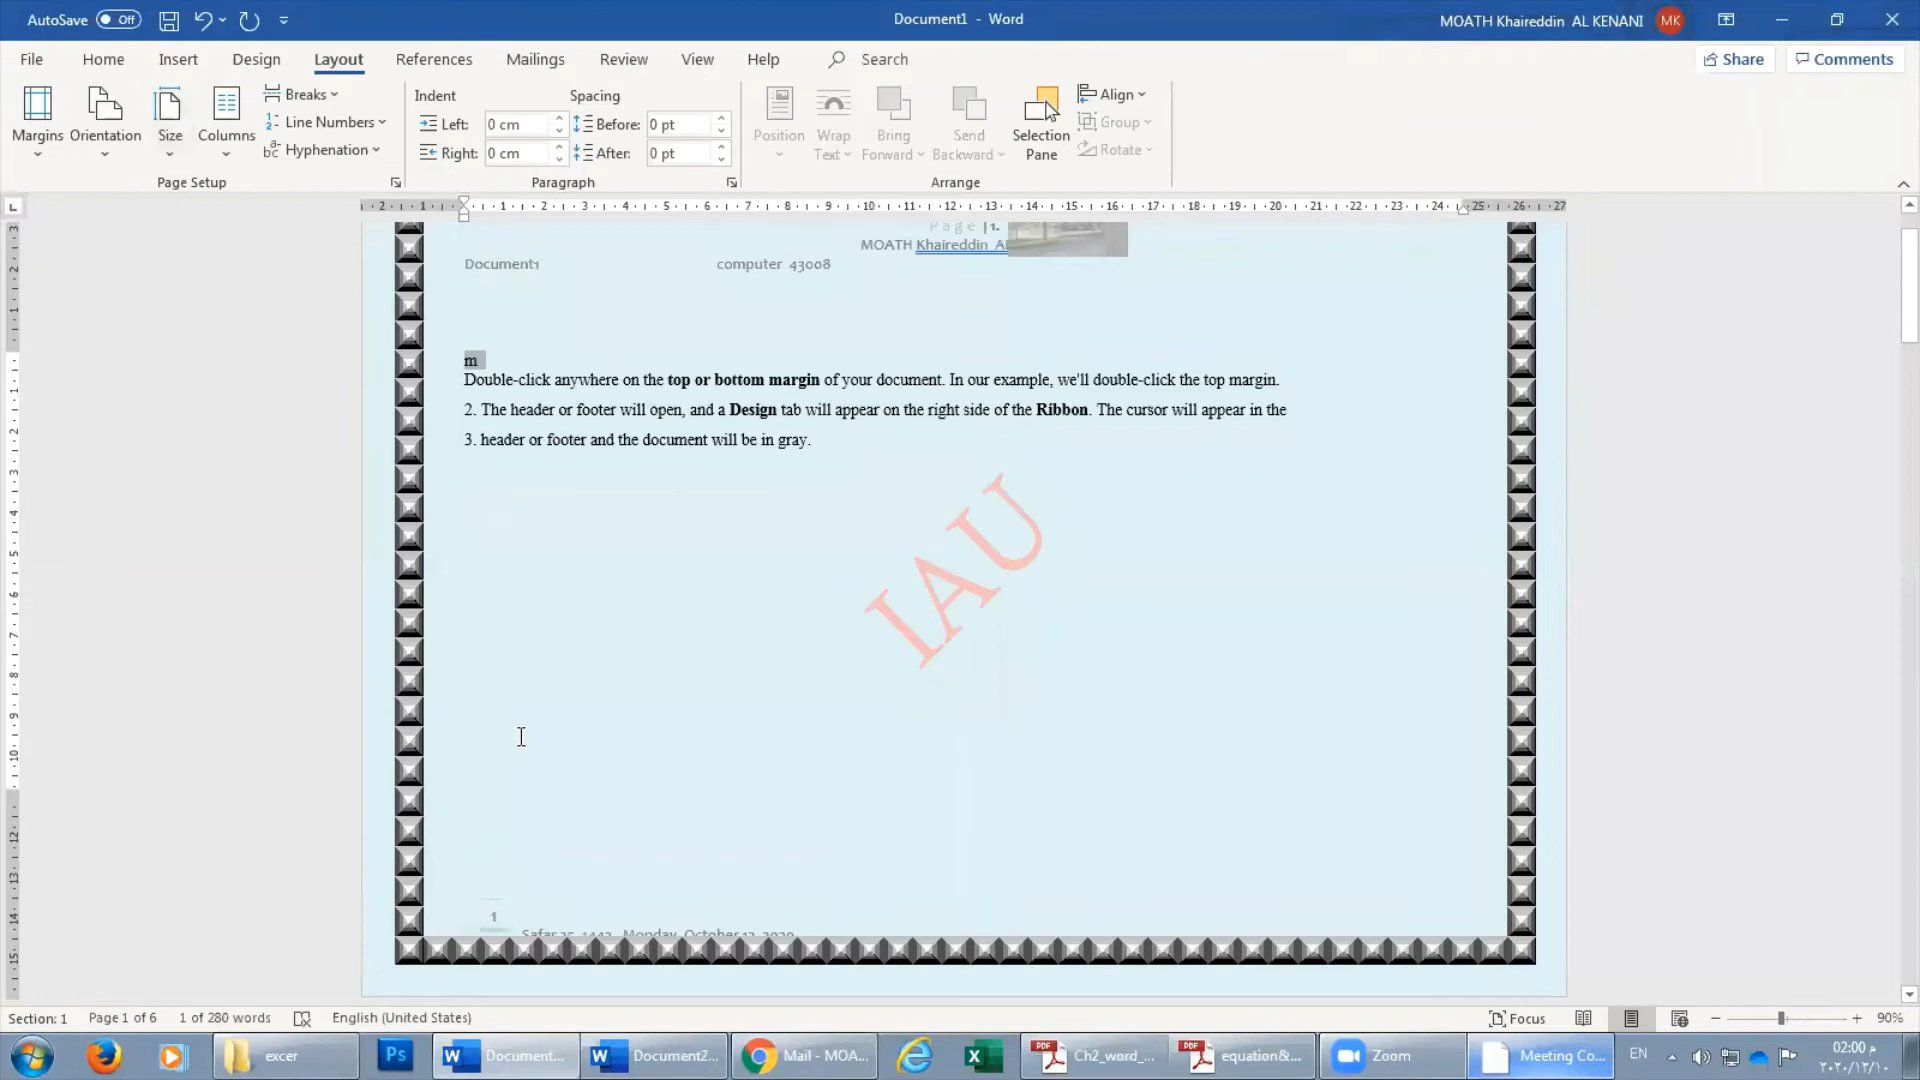 AutoSave Off
Document1 - Word
MOATH Khaireddin AL KENANI MK
File Home Insert Design Layout References Mailings Review View Help Search
Share Comments
Margins Orientation Size Columns
Breaks
Line Numbers
Hyphenation
Page Setup
Indent Spacing
Left: 0 cm Before: 0 pt
Right: 0 cm After: 0 pt
Paragraph
Position Wrap Text Bring Forward Send Backward Selection Pane
Align
Group
Rotate
Arrange
Page | 1.
MOATH Khaireddin
Document1 computer 43008
m
Double-click anywhere on the top or bottom margin of your document. In our example, we'll double-click the top margin.
2. The header or footer will open, and a Design tab will appear on the right side of the Ribbon. The cursor will appear in the
3. header or footer and the document will be in gray.
IAU
1
Monday, October
Section: 1 Page 1 of 6 1 of 280 words English (United States)
Focus 90%
excer Ps Document... Document2... Mail - MOA... Ch2_word_... equation&... Zoom Meeting Co... EN
02:00 م